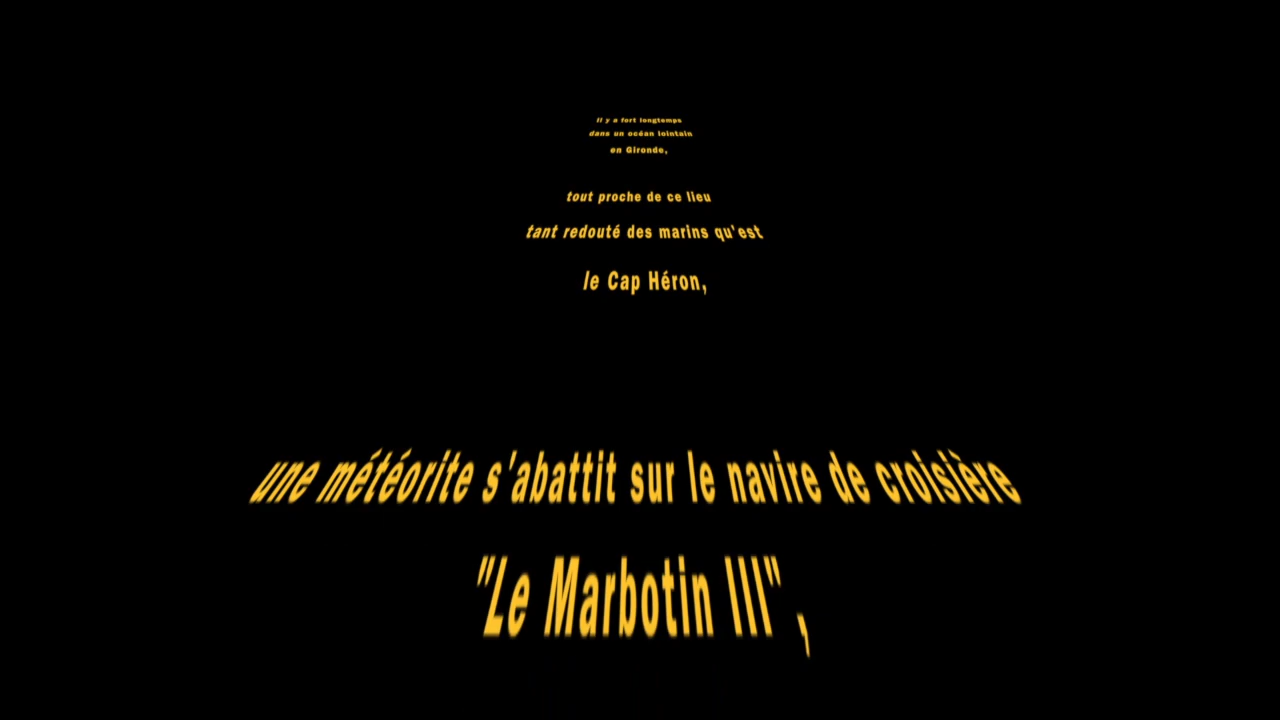 Il y a fort longtemps
dans un océan lointain
en Gironde,
tout proche de ce lieu
tant redouté des marins qu'est
le Cap Héron,
une météorite s'abattit sur le navire de croisière
"Le Marbotin III" ,